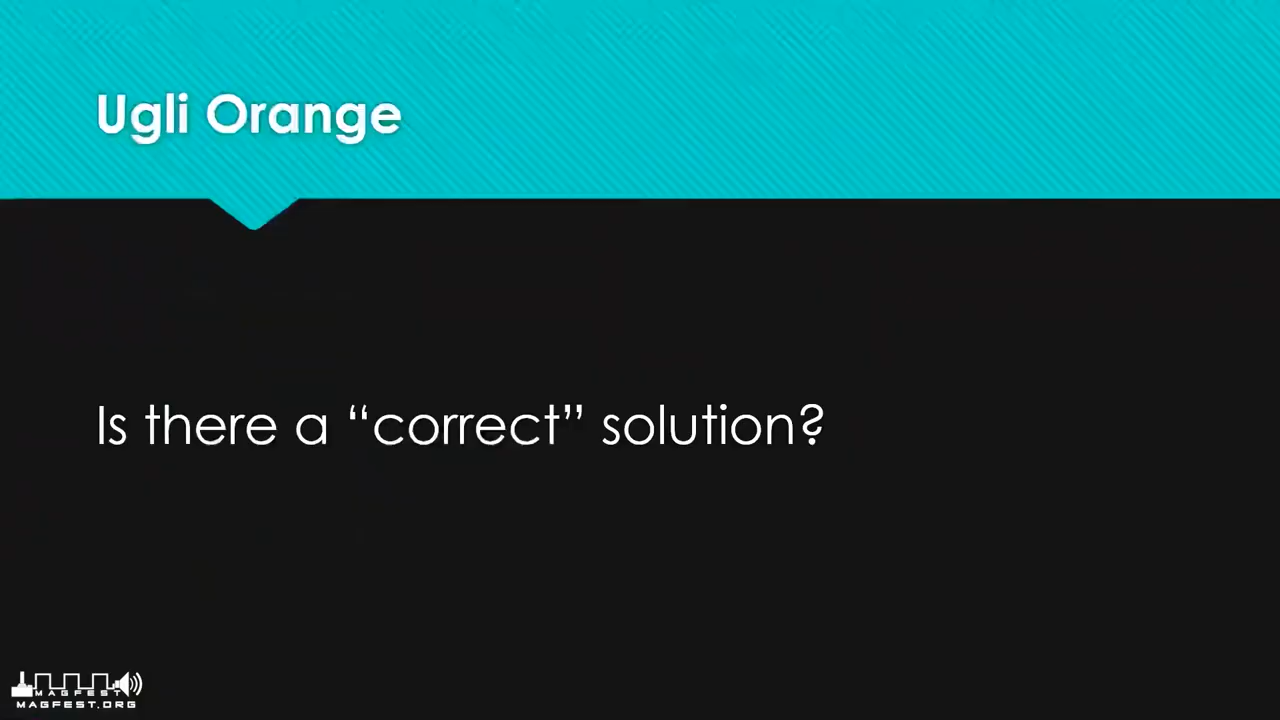 Ugli Orange
Is there a “correct” solution?
MAGFEST
MAGFEST.ORG